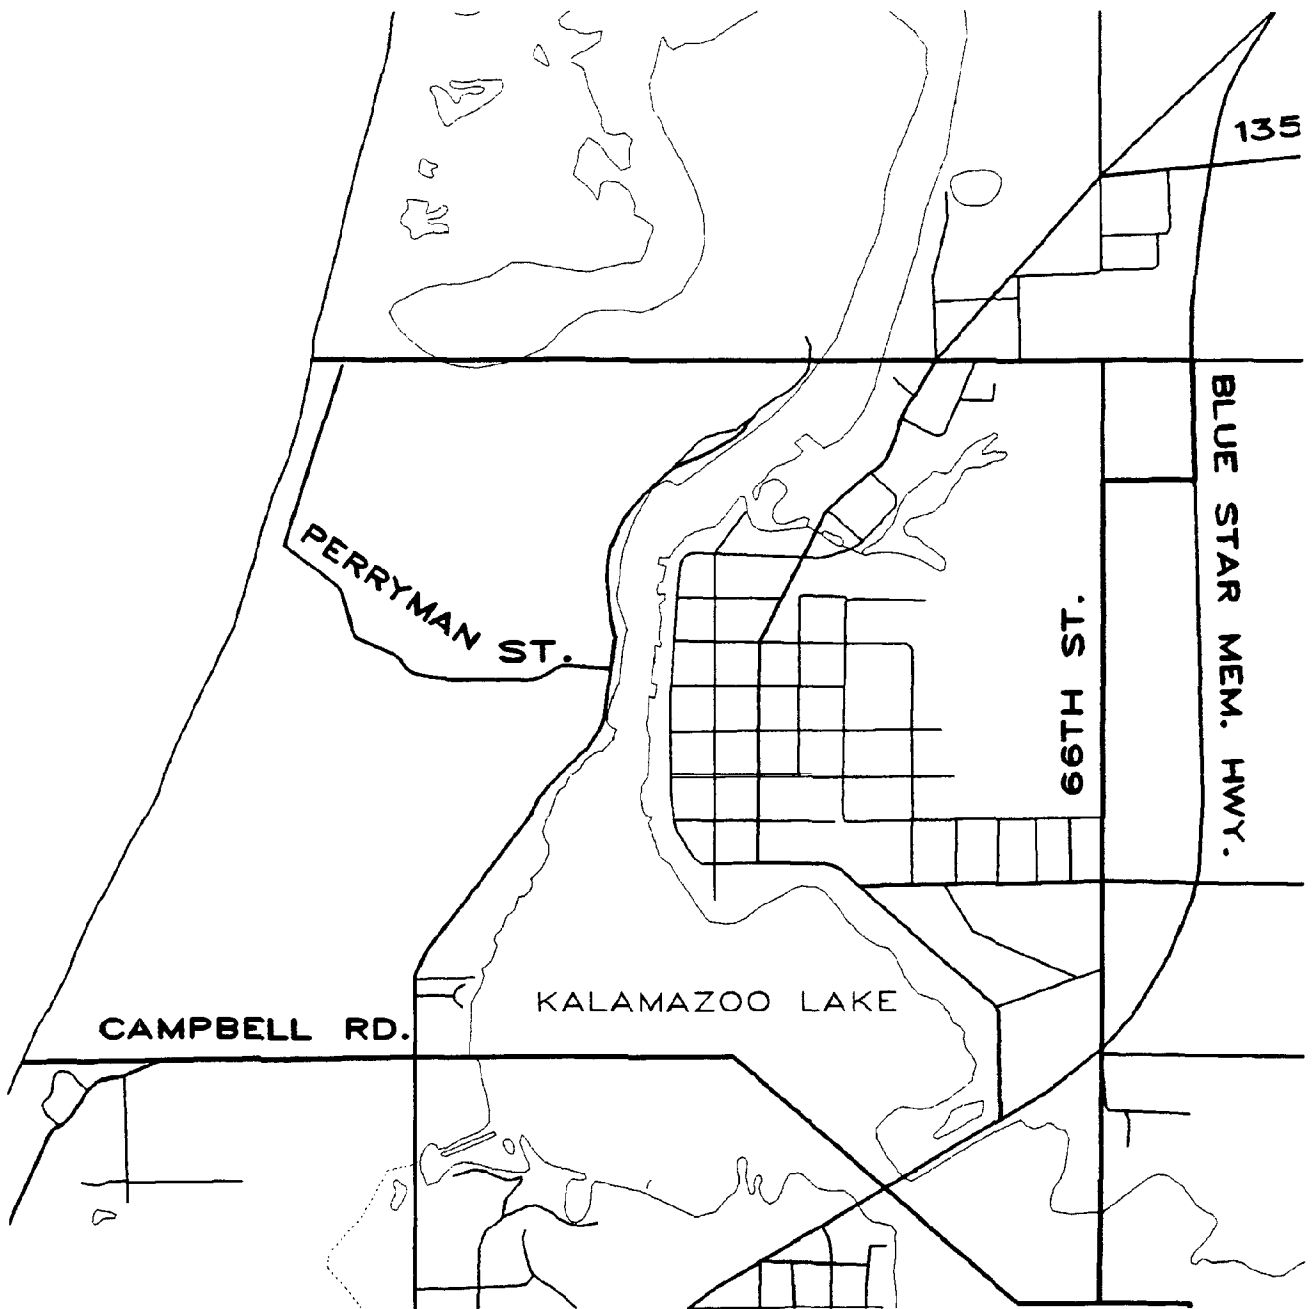 135
BLUE STAR MEM. HWY.
PERRYMAN ST.
66TH ST.
KALAMAZOO LAKE
CAMPBELL RD.